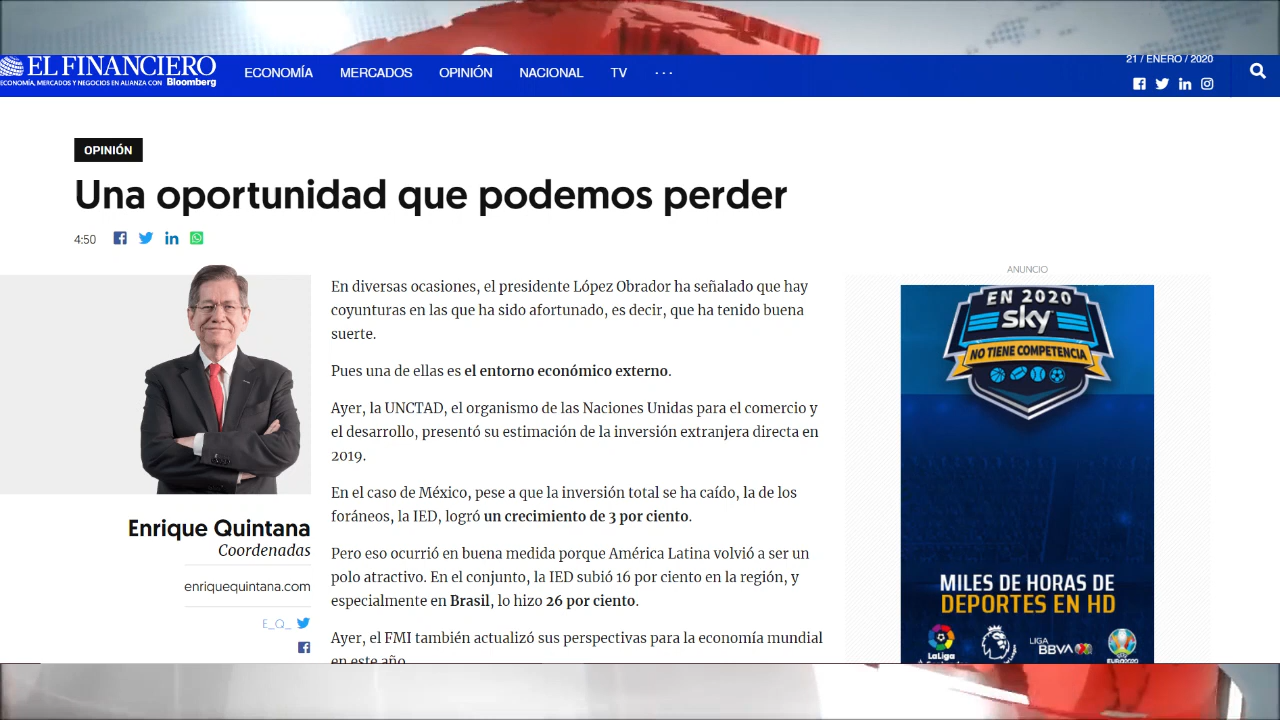 EL FINANCIERO
ECONOMÍA, MERCADOS Y NEGOCIOS EN ALIANZA CON Bloomberg
ECONOMÍA MERCADOS OPINIÓN NACIONAL TV ...
21 / ENERO / 2020
OPINIÓN
Una oportunidad que podemos perder
4:50
Enrique Quintana
Coordenadas
enriquequintana.com
E_Q_
En diversas ocasiones, el presidente López Obrador ha señalado que hay
coyunturas en las que ha sido afortunado, es decir, que ha tenido buena
suerte.
Pues una de ellas es el entorno económico externo.
Ayer, la UNCTAD, el organismo de las Naciones Unidas para el comercio y
el desarrollo, presentó su estimación de la inversión extranjera directa en
2019.
En el caso de México, pese a que la inversión total se ha caído, la de los
foráneos, la IED, logró un crecimiento de 3 por ciento.
Pero eso ocurrió en buena medida porque América Latina volvió a ser un
polo atractivo. En el conjunto, la IED subió 16 por ciento en la región, y
especialmente en Brasil, lo hizo 26 por ciento.
Ayer, el FMI también actualizó sus perspectivas para la economía mundial
en este año.
ANUNCIO
EN 2020
sky
NO TIENE COMPETENCIA
MILES DE HORAS DE
DEPORTES EN HD
LaLiga
LIGA
BBVA
EURO2020